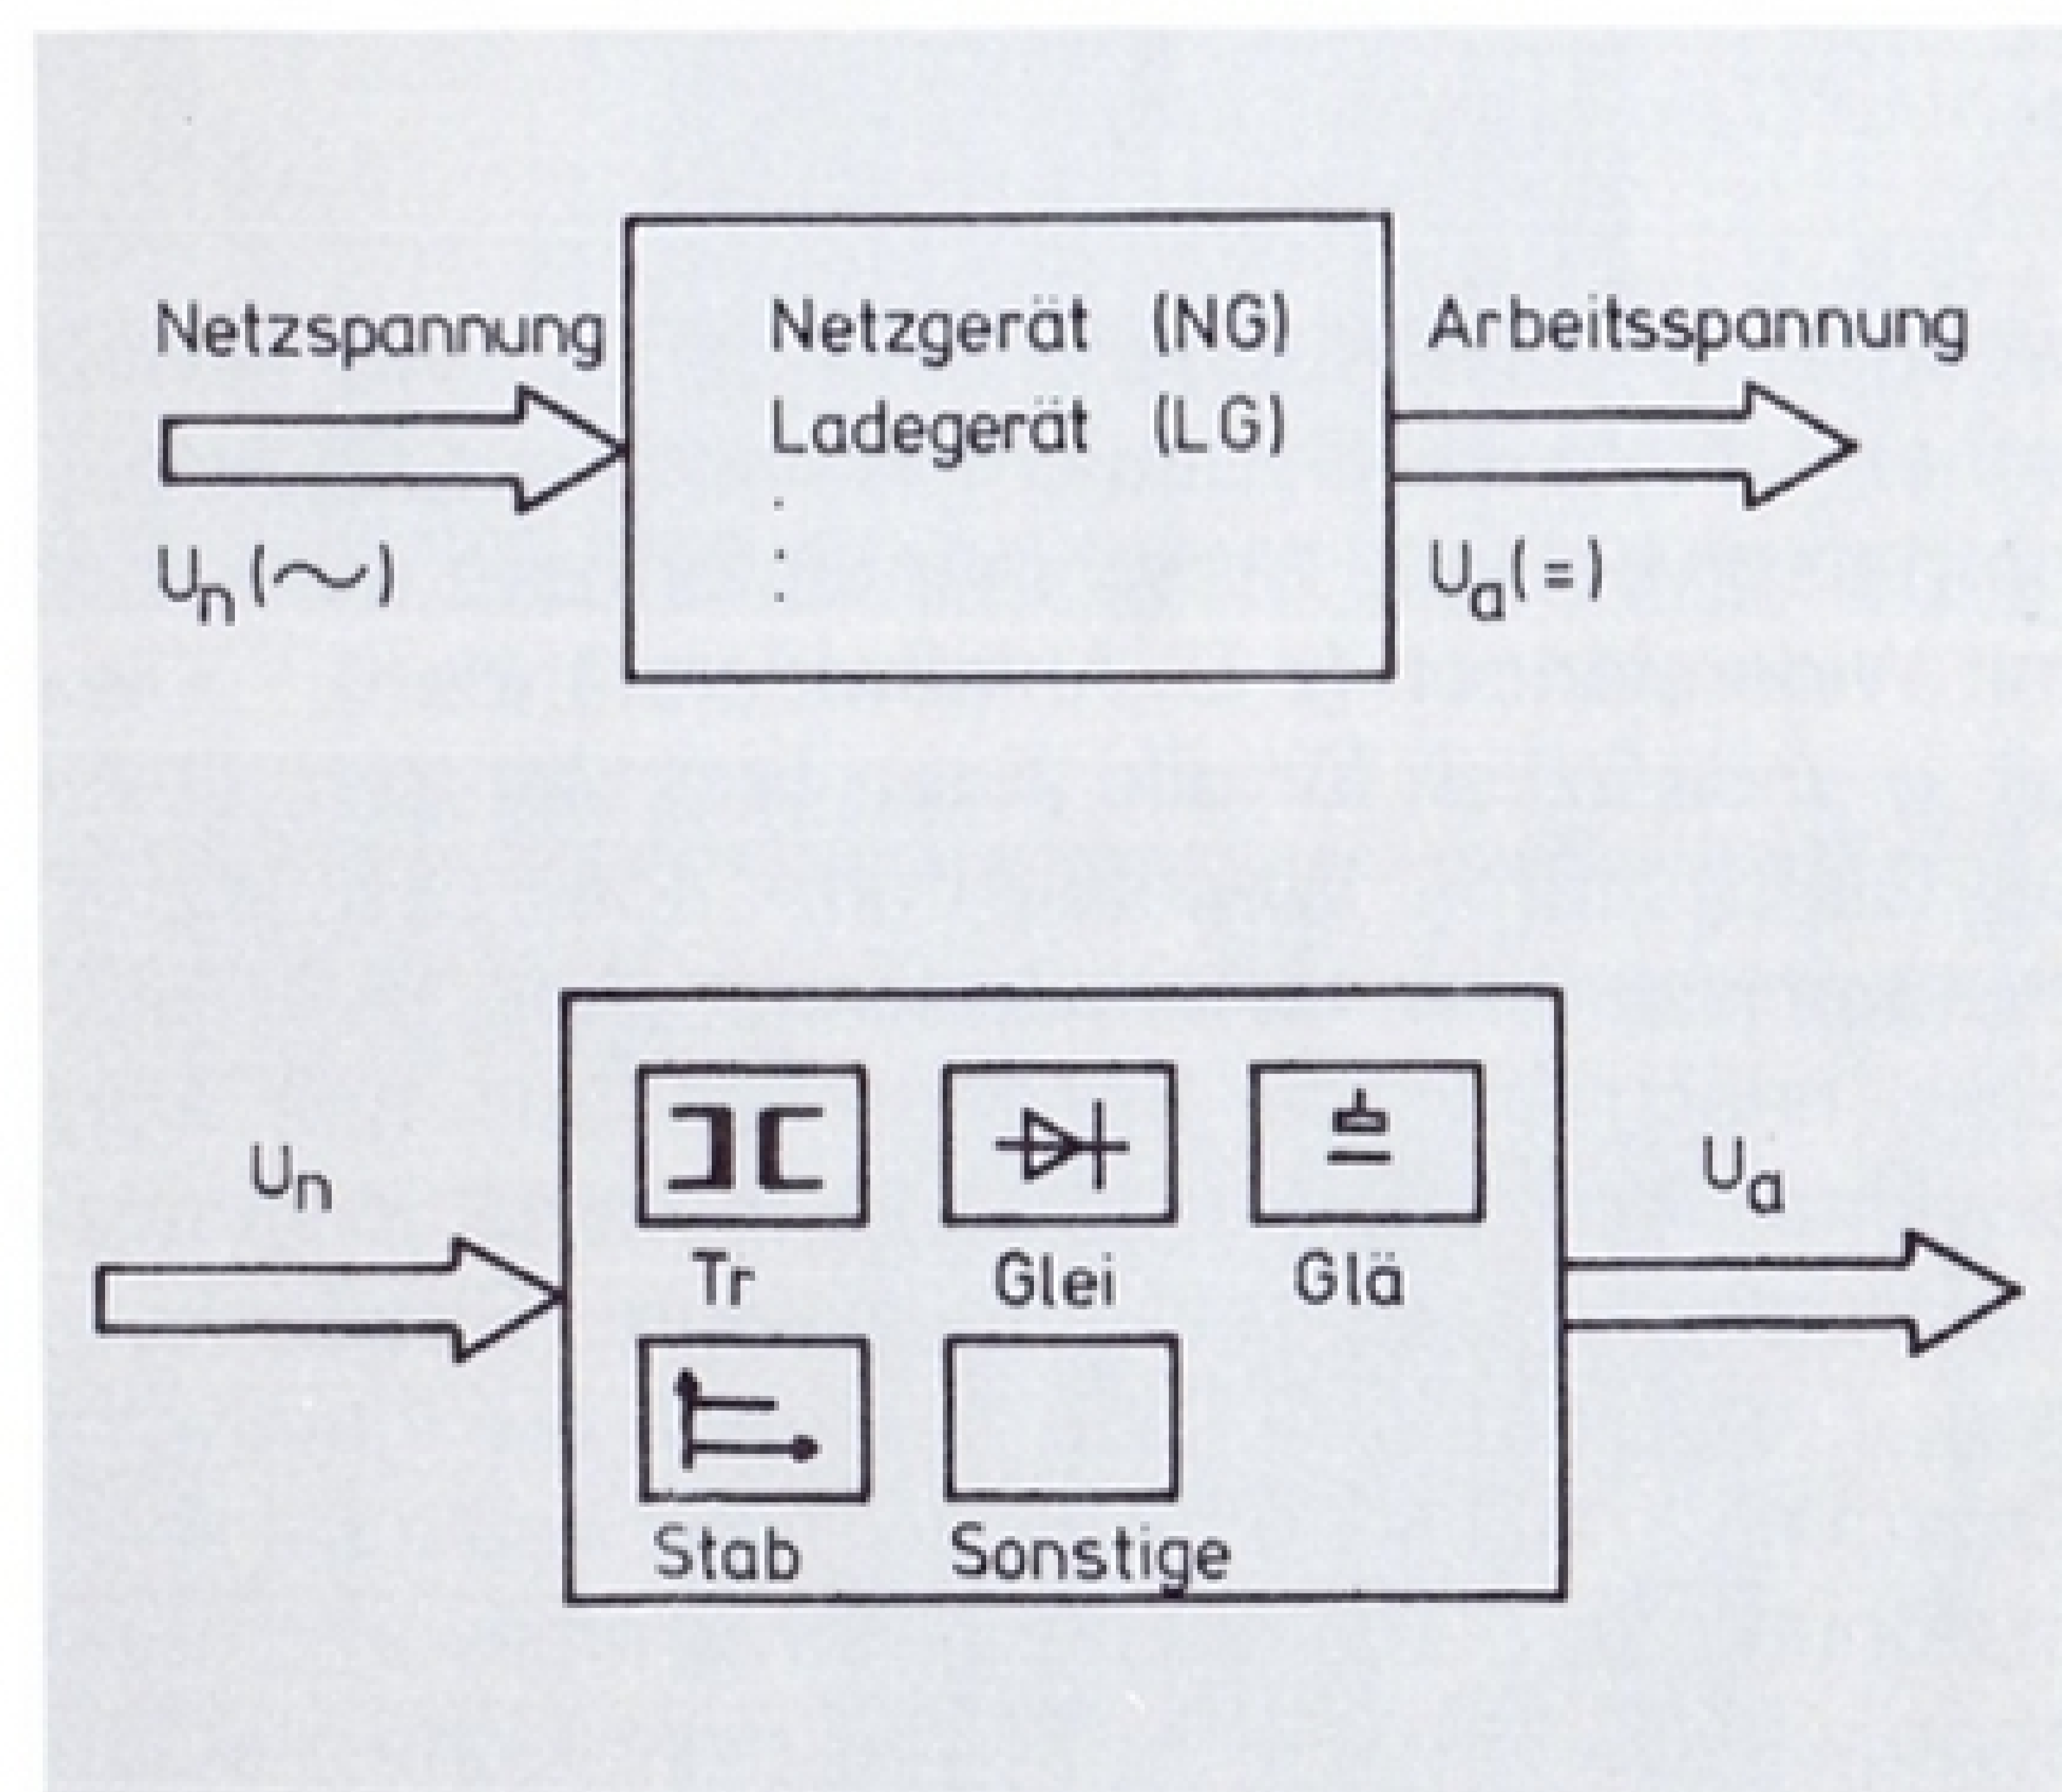 Netzspannung
Netzgerät (NG)
Ladegerät (LG)
.
.
.
Arbeitsspannung
Un(~)
Ua(=)
Un
Tr
Glei
Glä
Stab
Sonstige
Ua